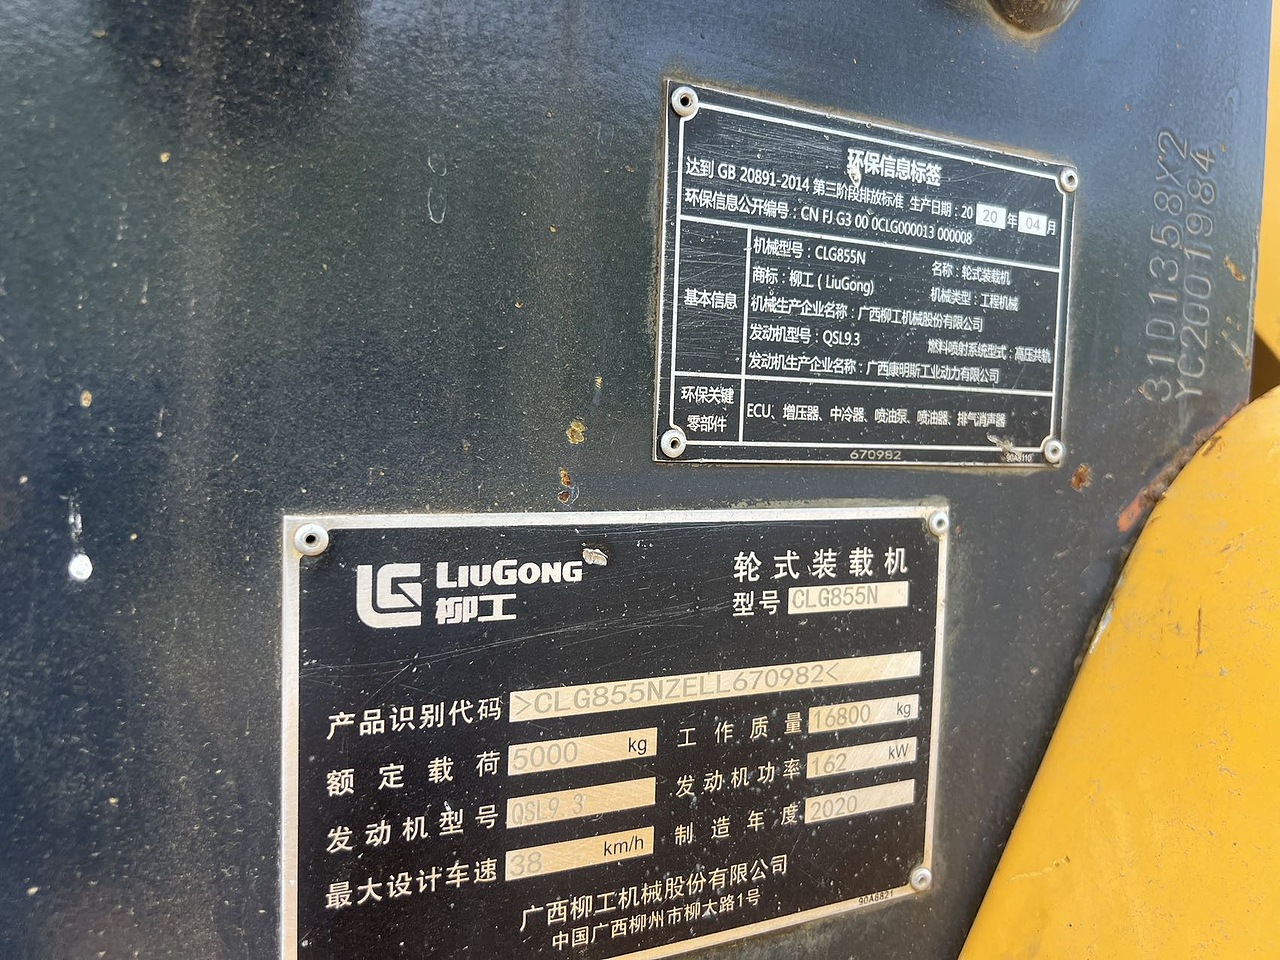 环保信息标签
达到 GB 20891-2014 第三阶段排放标准 生产日期：20 20 年 04 月
环保信息公开编号：CN FJ G3 00 0CLG000013 000008
基本信息
机械型号：CLG855N 名称：轮式装载机
商标：柳工（LiuGong) 机械类型：工程机械
机械生产企业名称：广西柳工机械股份有限公司
发动机型号：QSL9.3 燃料喷射系统型式：高压共轨
发动机生产企业名称：广西康明斯工业动力有限公司
环保关键
零部件
ECU、增压器、中冷器、喷油泵、喷油器、排气消声器
670982 90A8110
31D1358X2
YC2001984
LG LIUGONG
柳工
轮式装载机
型号 CLG855N
产品识别代码 >CLG855NZELL670982<
额定载荷 5000 kg 工作质量 16800 kg
发动机型号 QSL9.3 发动机功率 162 kW
最大设计车速 38 km/h 制造年度 2020
广西柳工机械股份有限公司
中国广西柳州市柳太路1号
90A8821